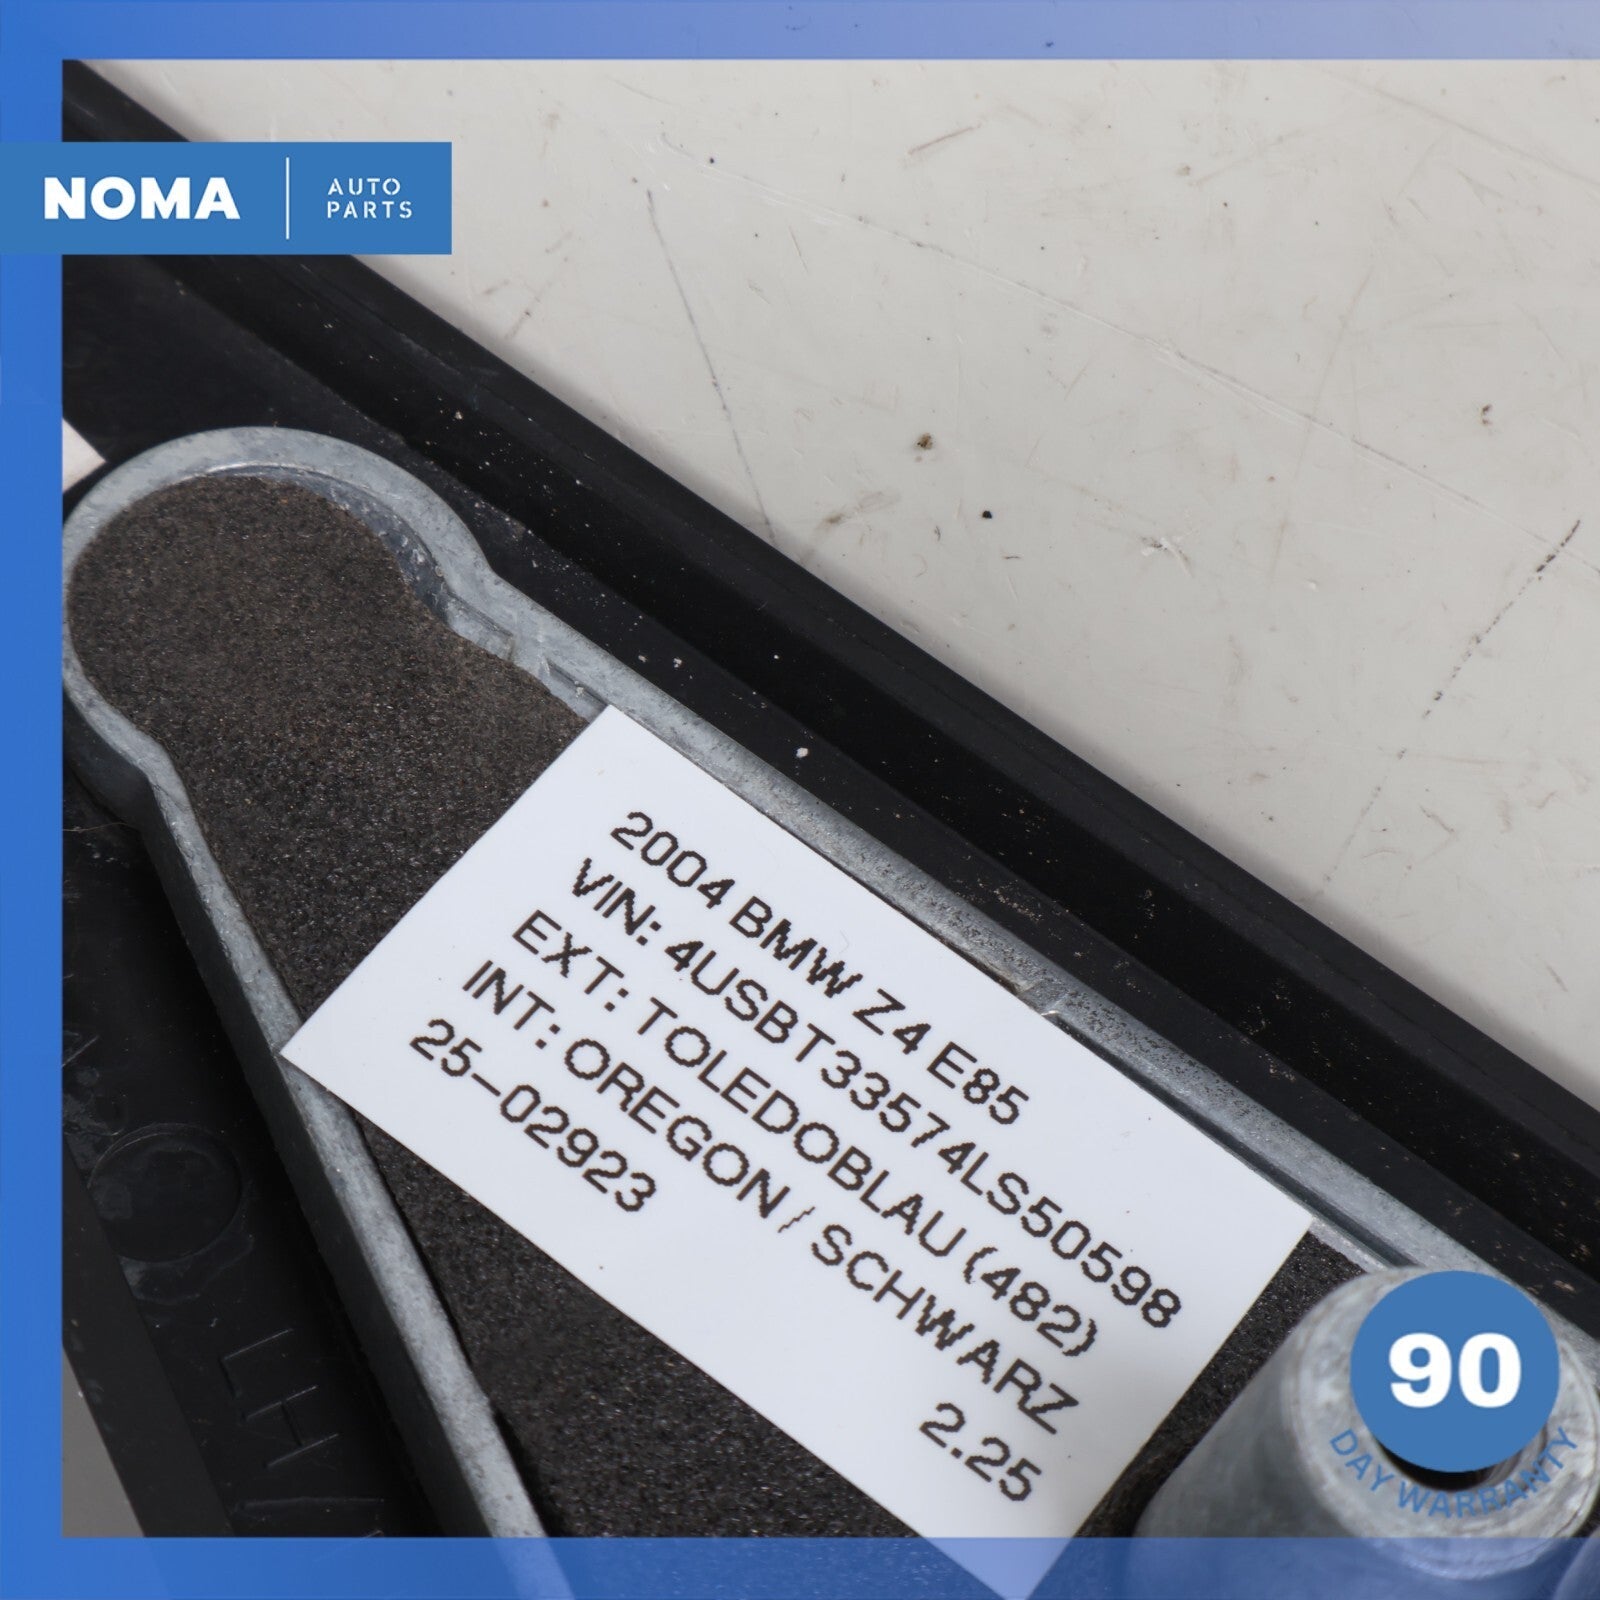 NOMA
AUTO
PARTS
2004 BMW Z4 E85
VIN: 4USBT33574LS50598
EXT: TOLEDOBLAU (482)
INT: OREGON / SCHWARZ
25-02923
2.25
LH
90
DAY WARRANTY